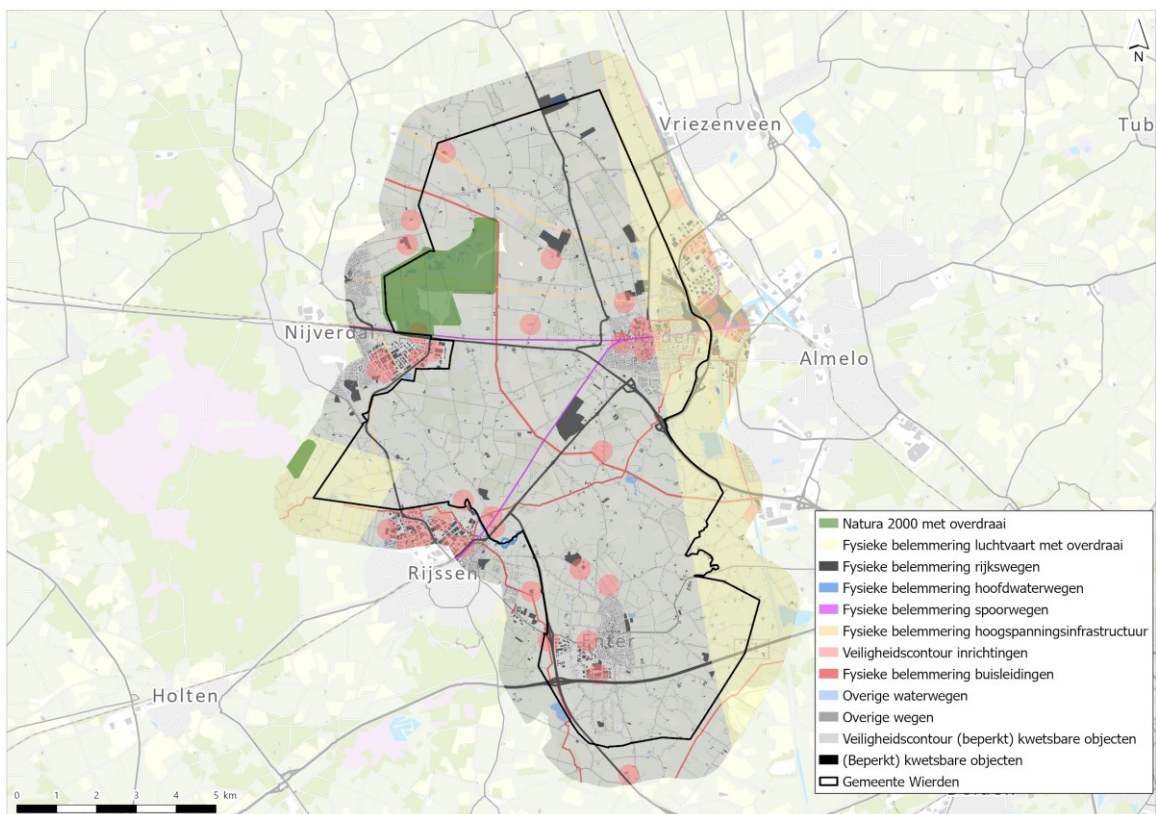 N
Vriezenveen
Tub
Nijverdal
Almelo
Rijssen
Enter
Holten
Natura 2000 met overdraai
Fysieke belemmering luchtvaart met overdraai
Fysieke belemmering rijkswegen
Fysieke belemmering hoofdwaterwegen
Fysieke belemmering spoorwegen
Fysieke belemmering hoogspanningsinfrastructuur
Veiligheidscontour inrichtingen
Fysieke belemmering buisleidingen
Overige waterwegen
Overige wegen
Veiligheidscontour (beperkt) kwetsbare objecten
(Beperkt) kwetsbare objecten
Gemeente Wierden
0 1 2 3 4 5 km